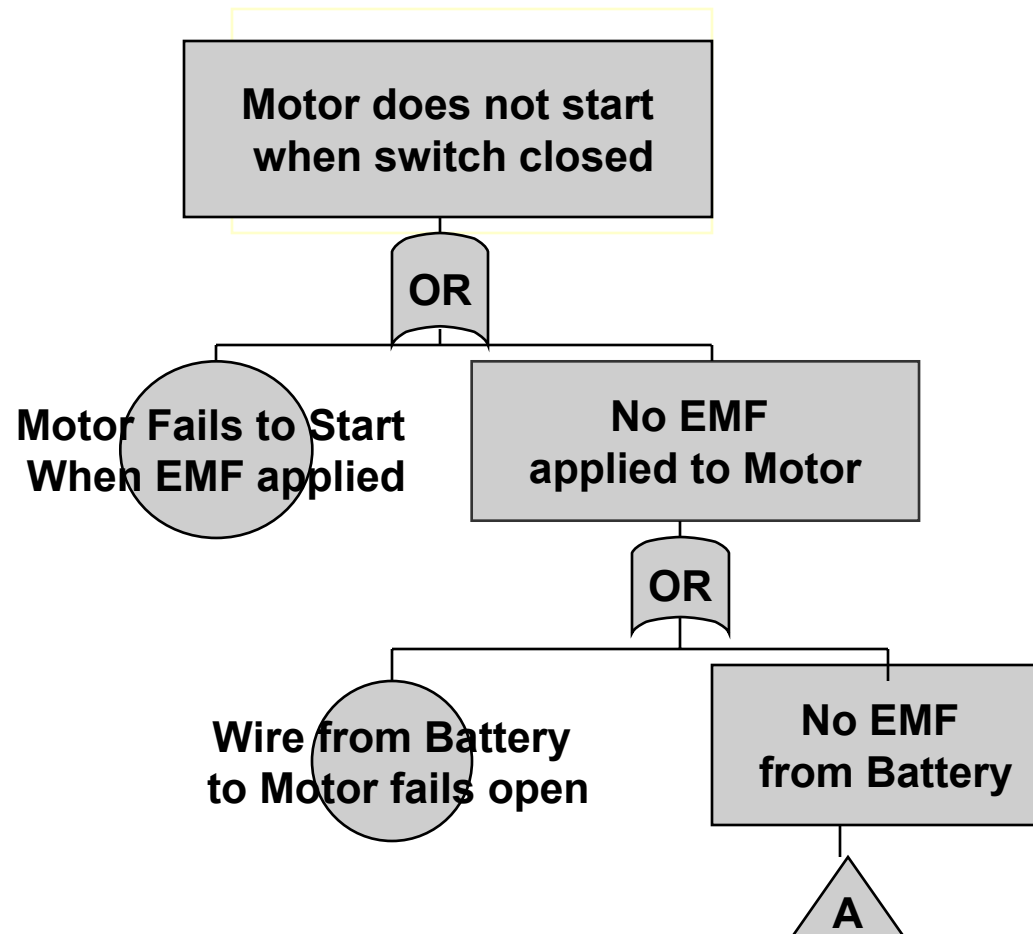 Motor does not start
when switch closed
OR
Motor Fails to Start
When EMF applied
No EMF
applied to Motor
OR
Wire from Battery
to Motor fails open
No EMF
from Battery
A